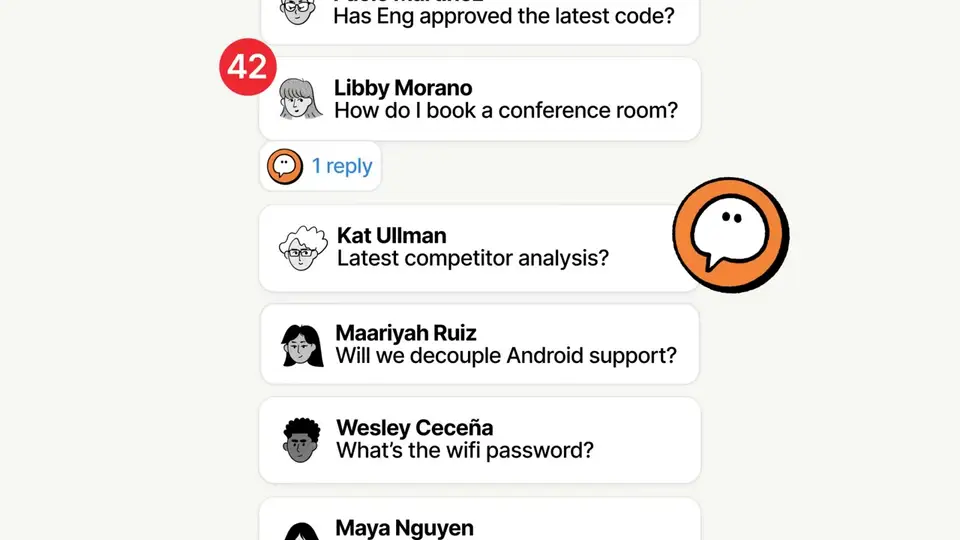 Has Eng approved the latest code?
42
Libby Morano
How do I book a conference room?
1 reply
Kat Ullman
Latest competitor analysis?
Maariyah Ruiz
Will we decouple Android support?
Wesley Ceceña
What's the wifi password?
Maya Nguyen